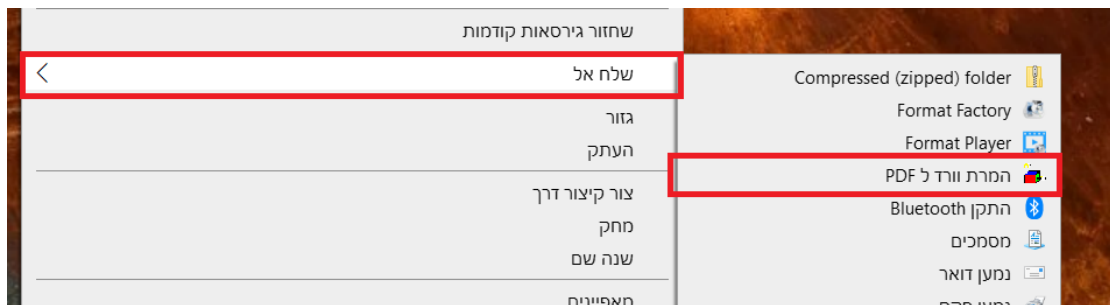 שחזור גירסאות קודמות
שלח אל
גזור
העתק
צור קיצור דרך
מחק
שנה שם
מאפיינים
Compressed (zipped) folder
Format Factory
Format Player
המרת וורד ל PDF
התקן Bluetooth
מסמכים
נמען דואר